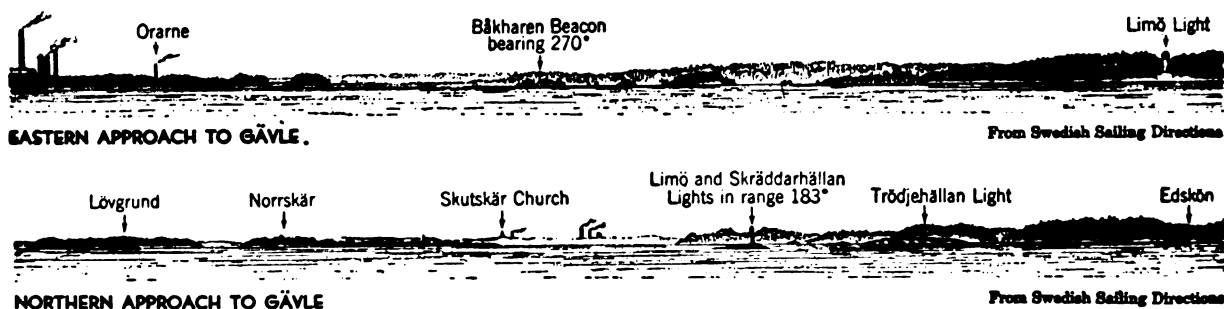 Orarne
Båkharen Beacon
bearing 270°
Limö Light
EASTERN APPROACH TO GÄVLE.
From Swedish Sailing Directions
Lövgrund
Norrskär
Skutskär Church
Limö and Skräddarhällan
Lights in range 183°
Trödjehällan Light
Edskön
NORTHERN APPROACH TO GÄVLE
From Swedish Sailing Directions